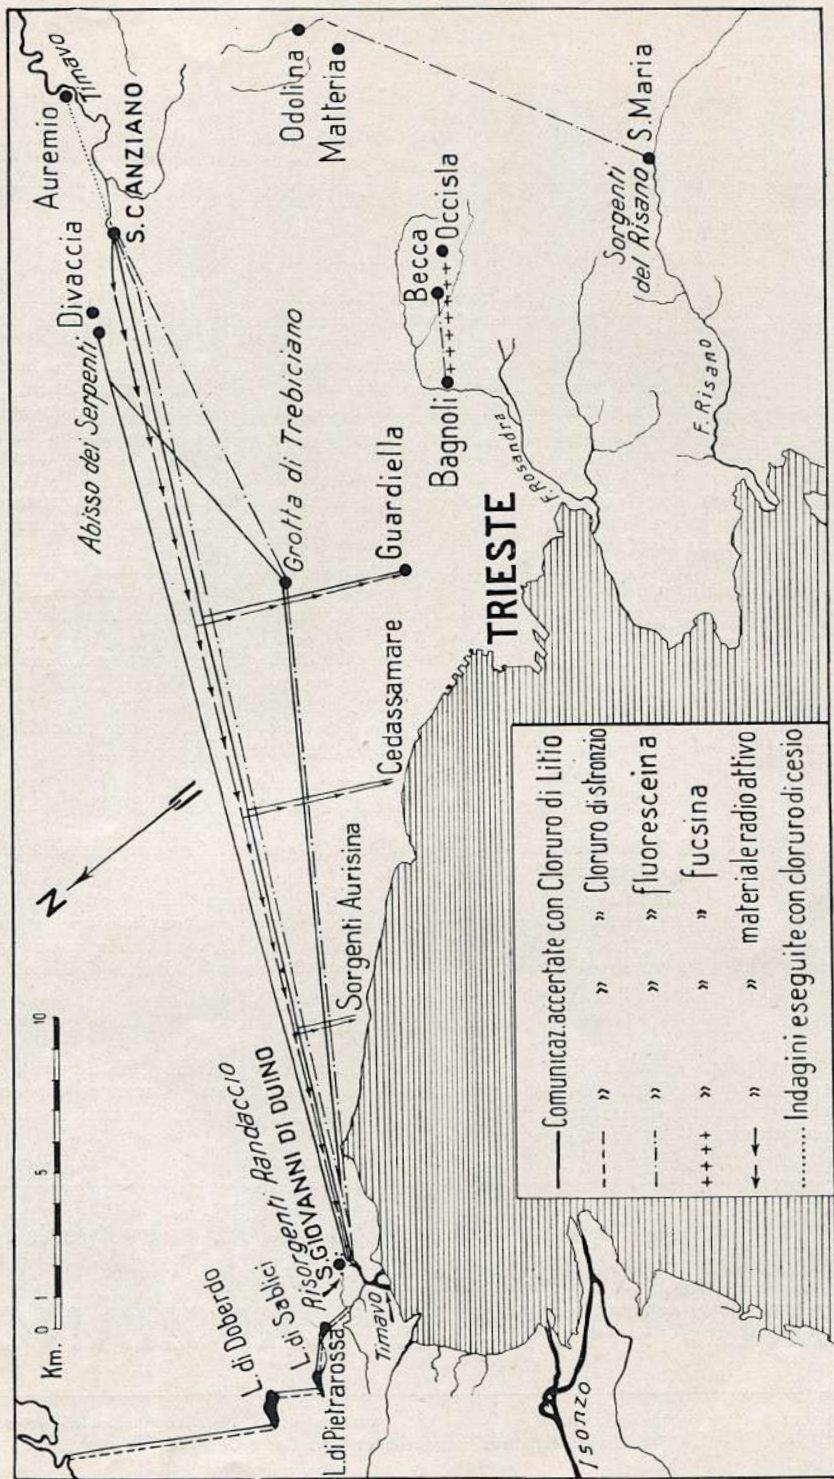 Km. 0 1 5 10
N
Auremio
Timavo
Divaccia
S. CANZIANO
Abisso dei Serpenti
L. di Doberdo
L. di Sablici
Risorgenti Randaccio
S. GIOVANNI DI DUINO
L. di Pietrarossa
Timavo
Sorgenti Aurisina
Cedassamare
Grotta di Trebiciano
Guardiella
Odolina
Matteria
Becca
Occisla
Bagnoli
F. Rosandra
TRIESTE
Sorgenti
del Risano
S. Maria
F. Risano
Isonzo
Comunicaz. accertate con Cloruro di Litio
" " " Cloruro di stronzio
" " " fluoresceina
++++ " " " fucsina
" " " materiale radio attivo
Indagini eseguite con cloruro di cesio